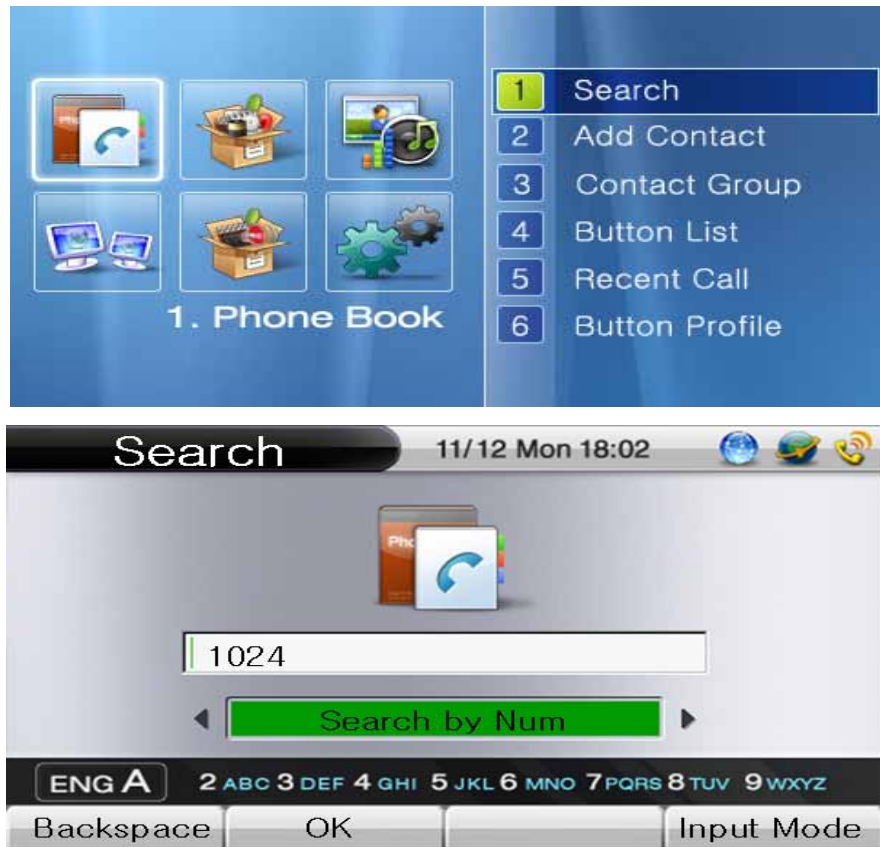 1 Search
2 Add Contact
3 Contact Group
4 Button List
5 Recent Call
6 Button Profile
1. Phone Book
Search 11/12 Mon 18:02
Pho
1024
Search by Num
ENG A 2 ABC 3 DEF 4 GHI 5 JKL 6 MNO 7 PQRS 8 TUV 9 WXYZ
Backspace OK Input Mode